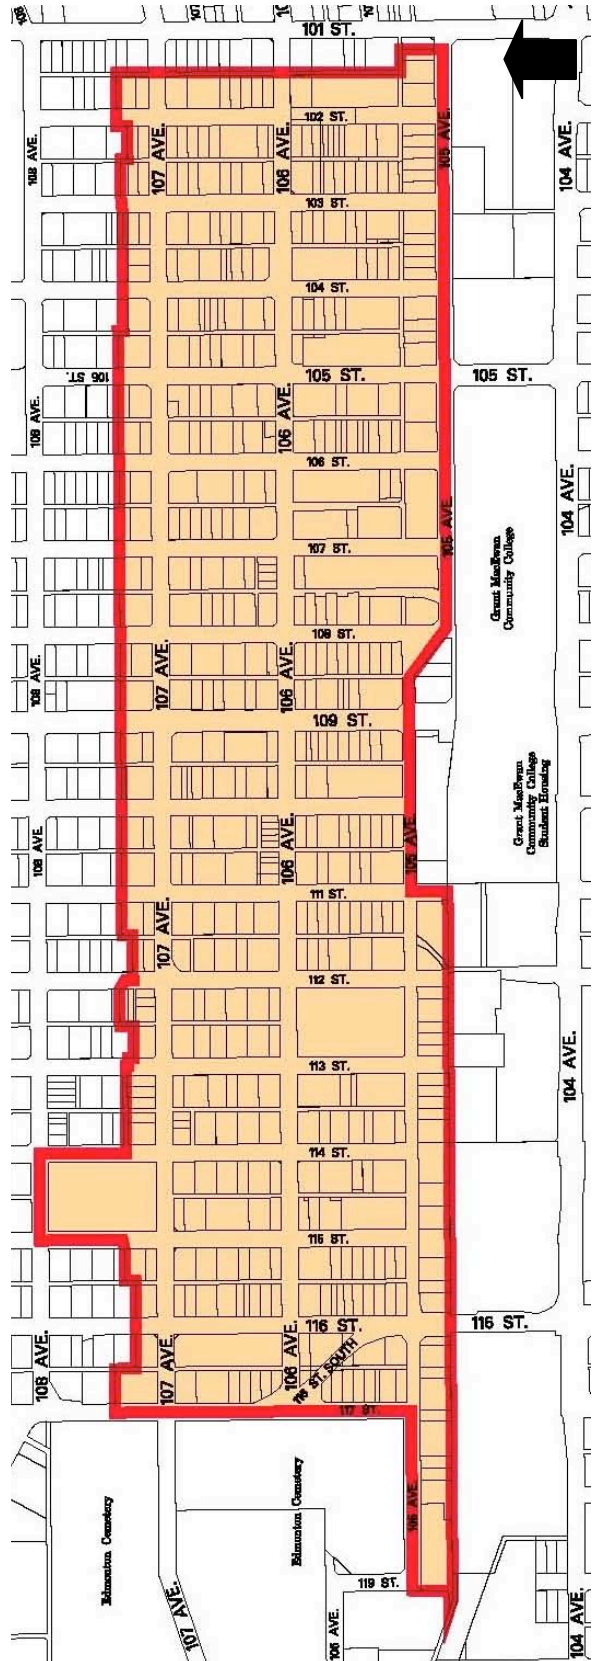 107
101 ST.
102 ST.
108 AVE.
107 AVE.
106 AVE.
105 AVE.
104 AVE.
103 ST.
104 ST.
106 ST.
105 ST.
105 ST.
108 AVE.
106 AVE.
106 ST.
104 AVE.
105 AVE.
107 ST.
Grant MacEwan
Community College
108 ST.
108 AVE.
107 AVE.
106 AVE.
109 ST.
Grant MacEwan
Community College
Student Housing
108 AVE.
106 AVE.
105 AVE.
111 ST.
107 AVE.
112 ST.
104 AVE.
113 ST.
114 ST.
115 ST.
116 ST.
116 ST.
108 AVE.
107 AVE.
106 AVE.
116 ST. SOUTH
117 ST.
Edmonton Cemetery
Edmonton Cemetery
105 AVE.
119 ST.
107 AVE.
106 AVE.
104 AVE.